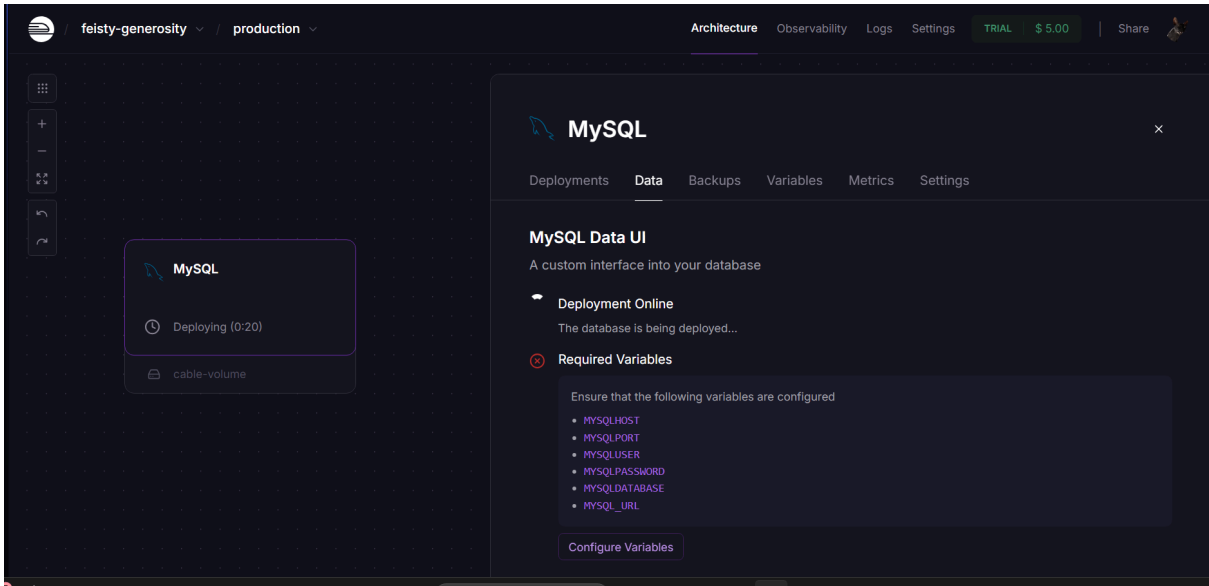 / feisty-generosity / production
Architecture Observability Logs Settings TRIAL $ 5.00 | Share
MySQL
Deployments Data Backups Variables Metrics Settings
MySQL Data UI
A custom interface into your database
Deployment Online
The database is being deployed...
Required Variables
Ensure that the following variables are configured
• MYSQLHOST
• MYSQLPORT
• MYSQLUSER
• MYSQLPASSWORD
• MYSQLDATABASE
• MYSQL_URL
Configure Variables
MySQL
Deploying (0:20)
cable-volume